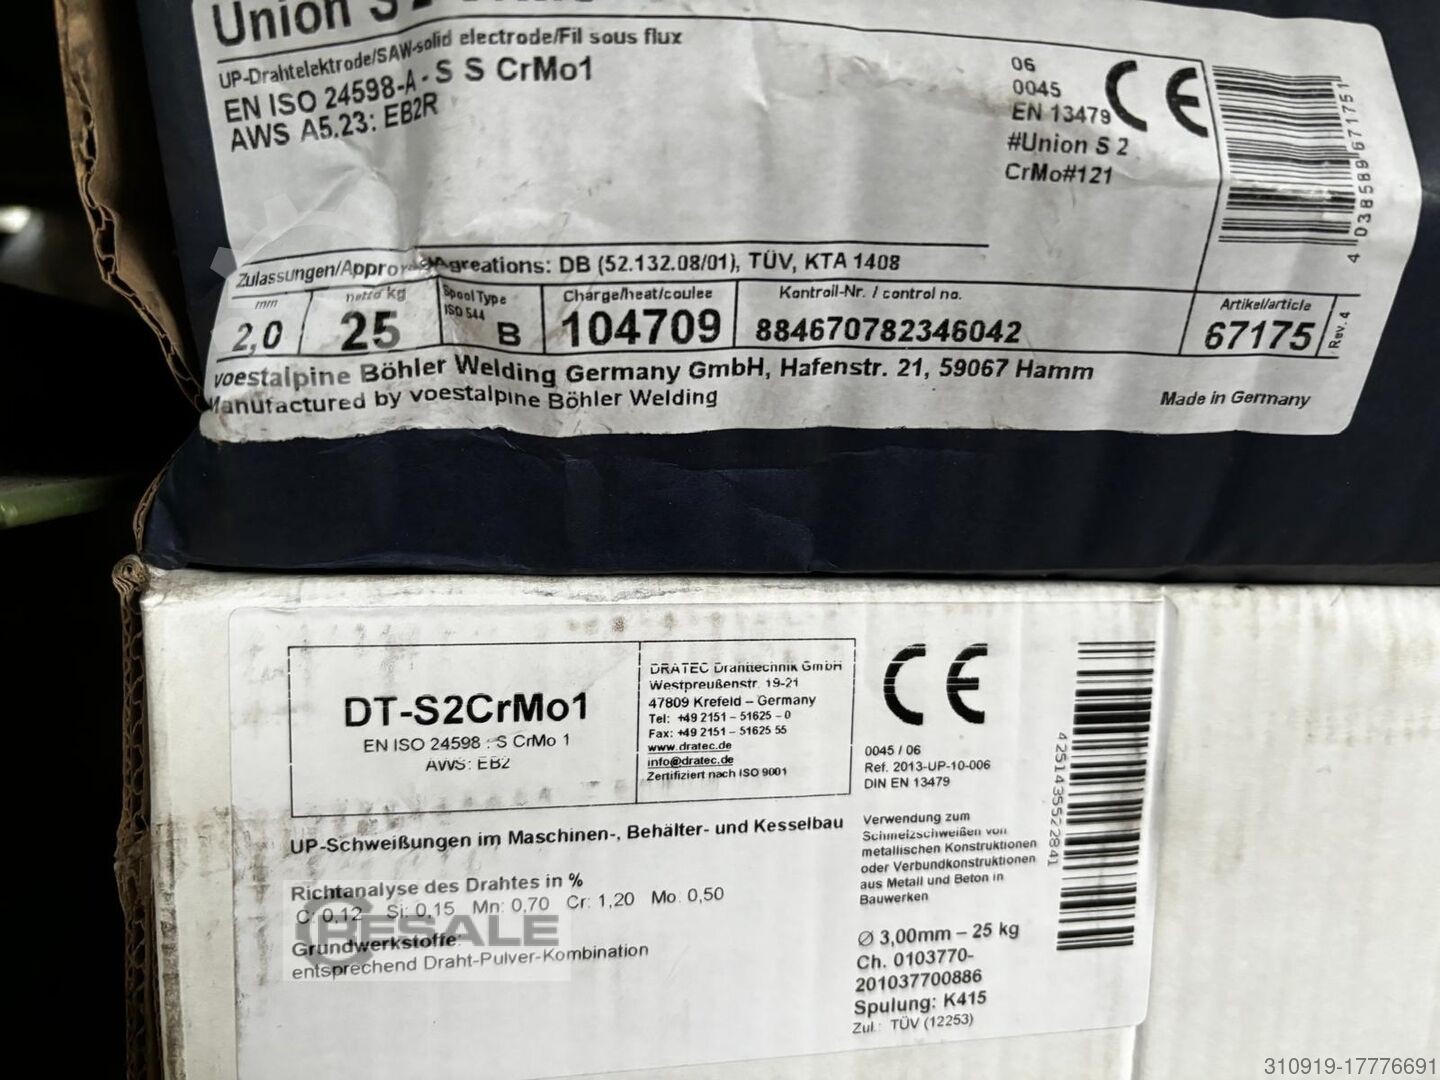 Union S 2
UP-Drahtelektrode/SAW-solid electrode/Fil sous flux
EN ISO 24598-A - S S CrMo1
AWS A5.23: EB2R
06
0045
EN 13479
#Union S 2
CrMo#121
CE
4 038589 671751
Zulassungen/Approvals/Agreations: DB (52.132.08/01), TÜV, KTA 1408
mm
2,0
netto kg
25
Spool Type
ISO 544
B
Charge/heat/coulee
104709
Kontroll-Nr. / control no.
884670782346042
Artikel/article
67175
Rev. 4
voestalpine Böhler Welding Germany GmbH, Hafenstr. 21, 59067 Hamm
Manufactured by voestalpine Böhler Welding
Made in Germany
DT-S2CrMo1
EN ISO 24598 : S CrMo 1
AWS: EB2
DRATEC Drahttechnik GmbH
Westpreußenstr. 19-21
47809 Krefeld – Germany
Tel: +49 2151 – 51625 – 0
Fax: +49 2151 – 51625 55
www.dratec.de
info@dratec.de
Zertifiziert nach ISO 9001
CE
0045 / 06
Ref. 2013-UP-10-006
DIN EN 13479
4251435522841
UP-Schweißungen im Maschinen-, Behälter- und Kesselbau
Richtanalyse des Drahtes in %
C: 0,12 Si: 0,15 Mn: 0,70 Cr: 1,20 Mo: 0,50
Grundwerkstoffe:
entsprechend Draht-Pulver-Kombination
Verwendung zum
Schmelzschweißen von
metallischen Konstruktionen
oder Verbundkonstruktionen
aus Metall und Beton in
Bauwerken
Ø 3,00mm – 25 kg
Ch. 0103770-
201037700886
Spulung: K415
Zul.: TÜV (12253)
RESALE
310919-17776691